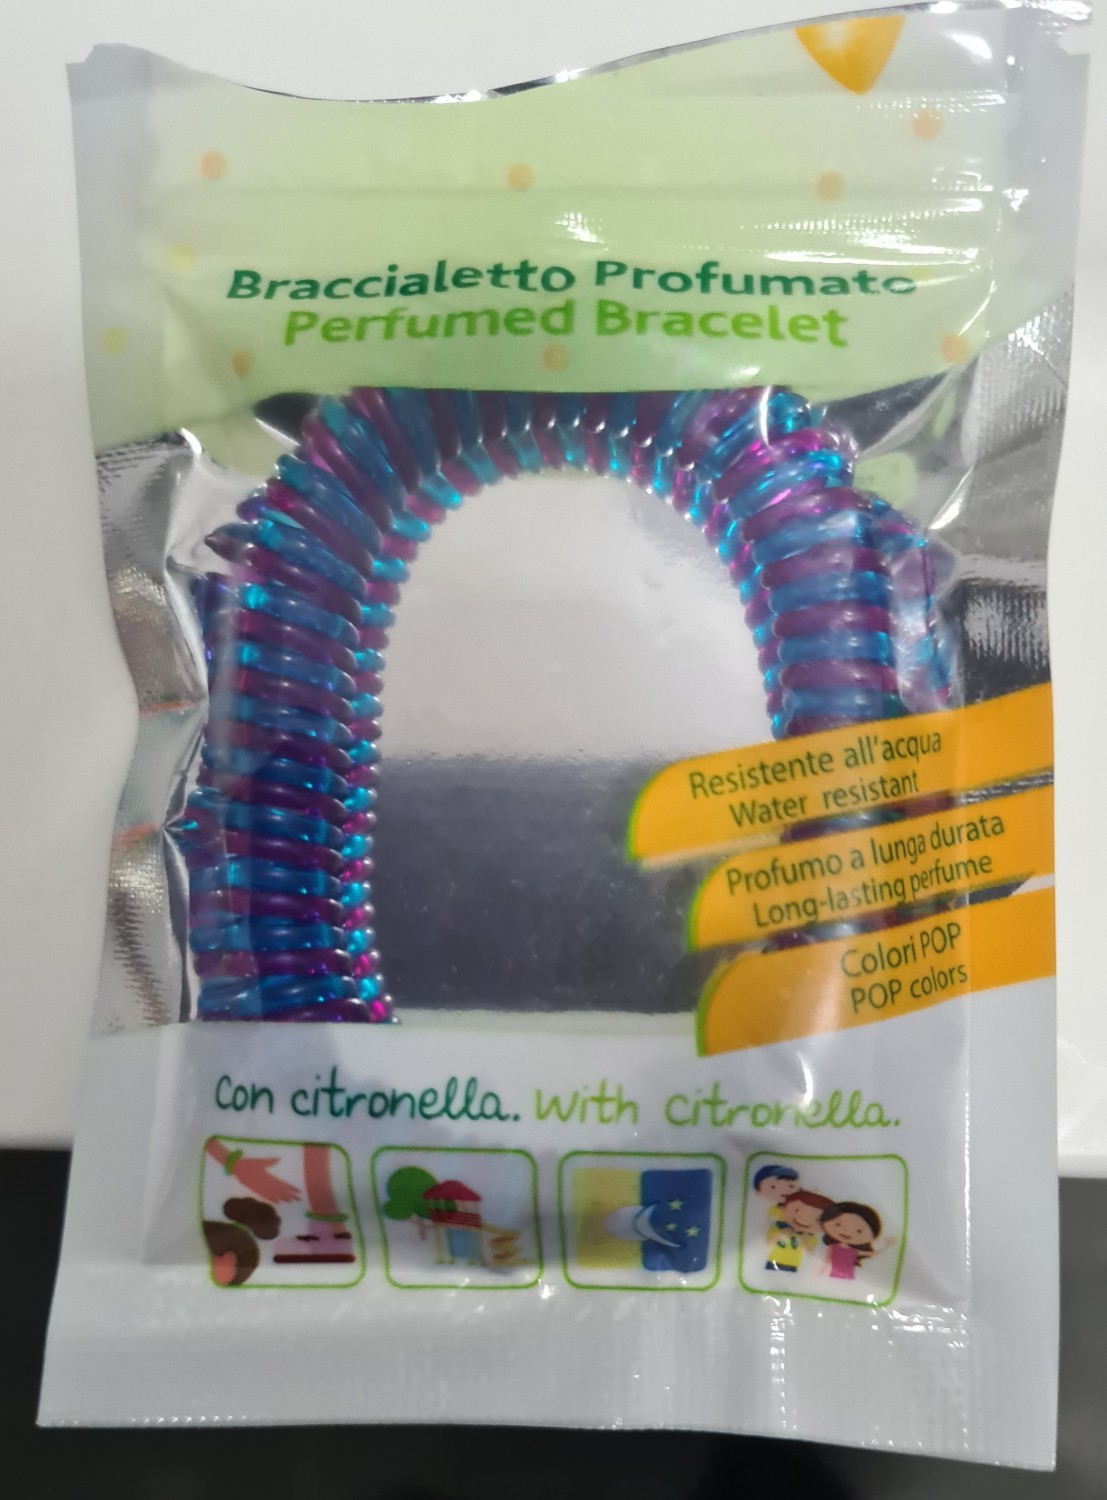 Braccialetto Profumato
Perfumed Bracelet
Resistente all'acqua
Water resistant
Profumo a lunga durata
Long-lasting perfume
Colori POP
POP colors
Con citronella. With citronella.